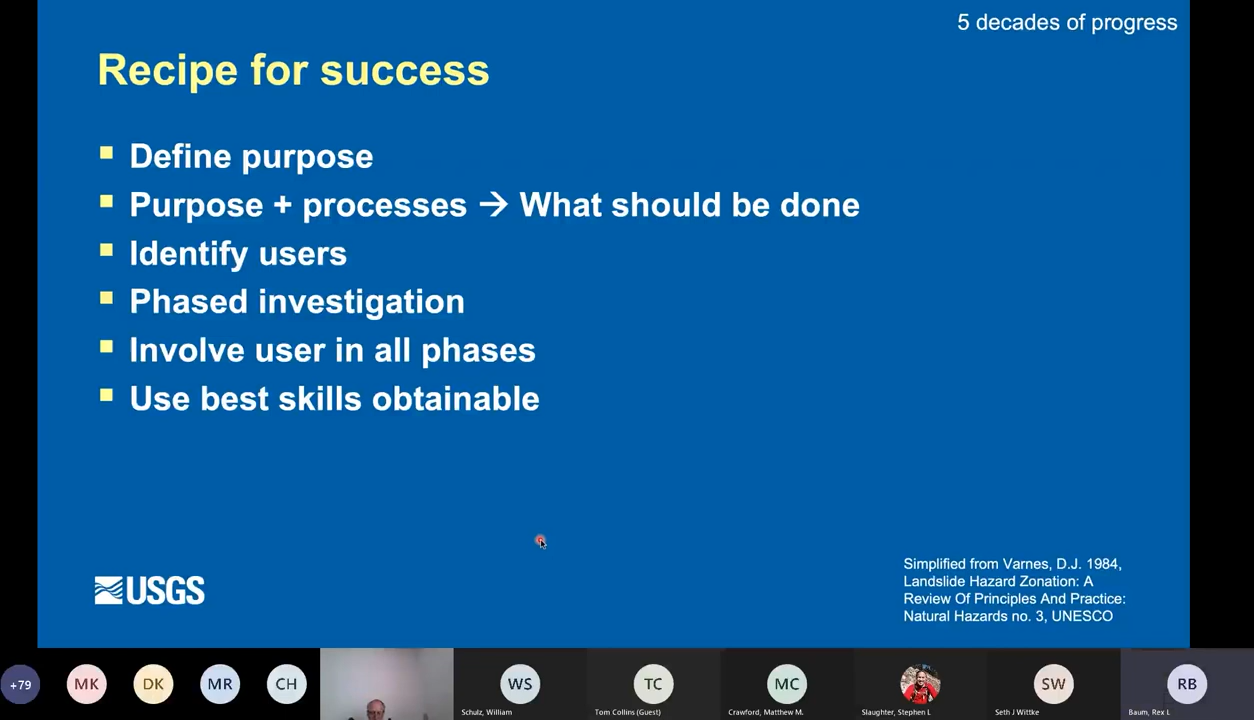 5 decades of progress
Recipe for success
Define purpose
Purpose + processes → What should be done
Identify users
Phased investigation
Involve user in all phases
Use best skills obtainable
Simplified from Varnes, D.J. 1984,
Landslide Hazard Zonation: A
Review Of Principles And Practice:
Natural Hazards no. 3, UNESCO
USGS
+79
MK
DK
MR
CH
WS
Schulz, William
TC
Tom Collins (Guest)
MC
Crawford, Matthew M.
Slaughter, Stephen L
SW
Seth J Wittke
RB
Baum, Rex L